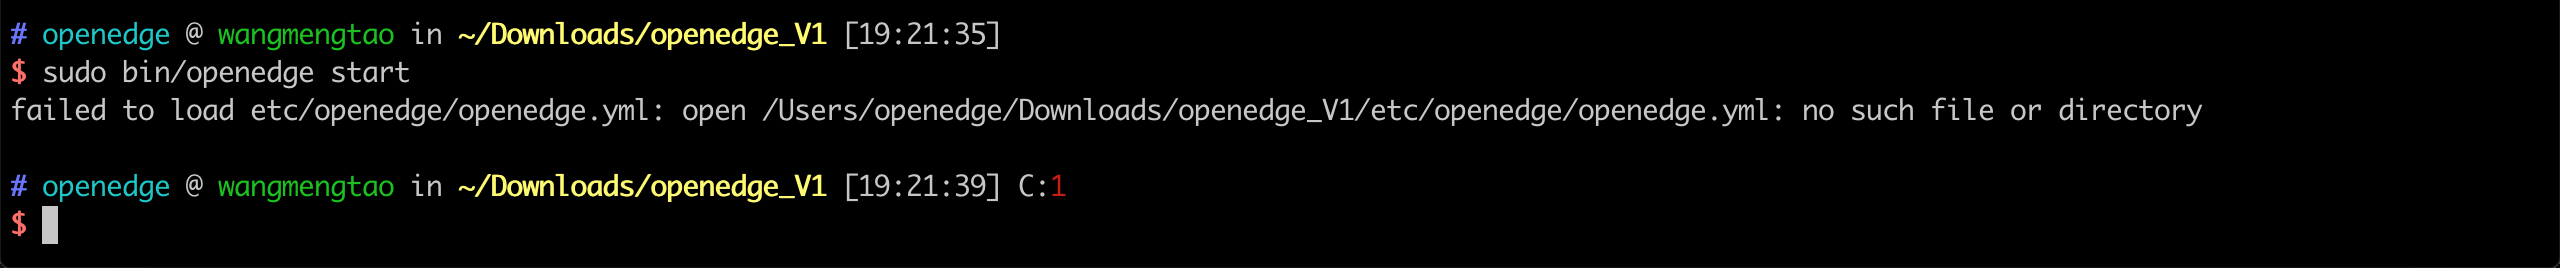 # openedge @ wangmengtao in ~/Downloads/openedge_V1 [19:21:35]
$ sudo bin/openedge start
failed to load etc/openedge/openedge.yml: open /Users/openedge/Downloads/openedge_V1/etc/openedge/openedge.yml: no such file or directory
# openedge @ wangmengtao in ~/Downloads/openedge_V1 [19:21:39] C:1
$